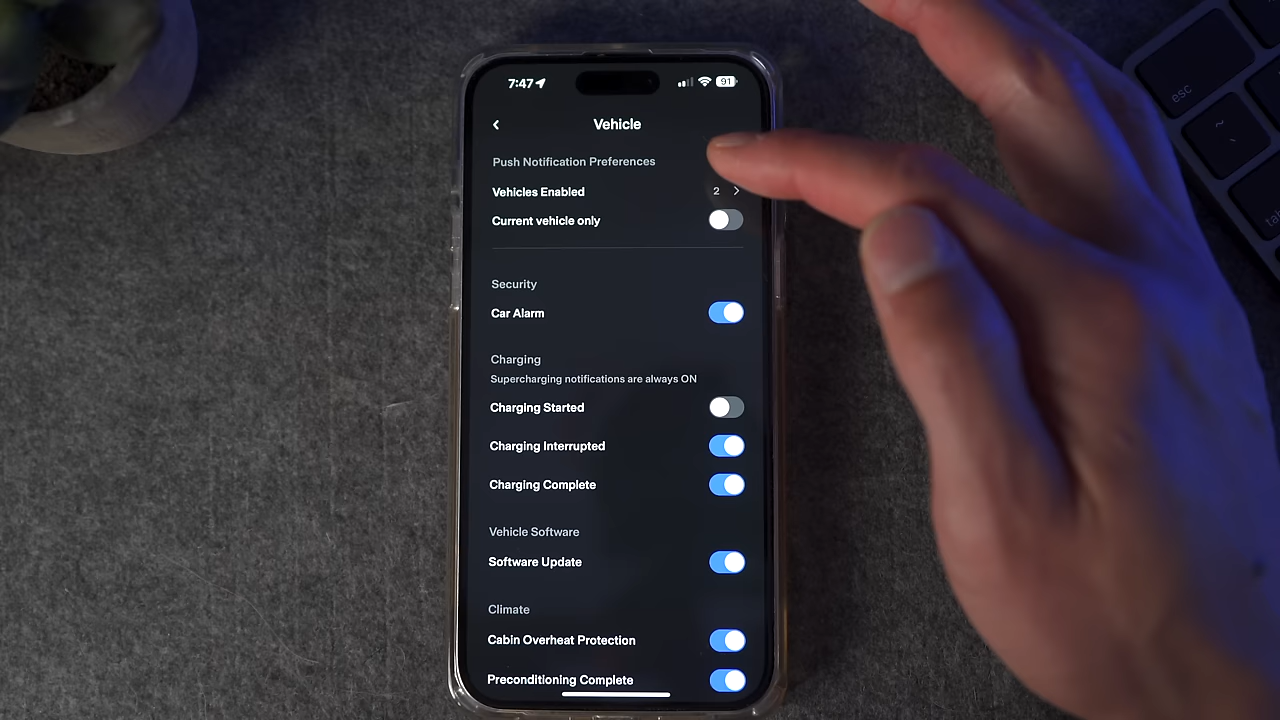 7:47
91
Vehicle
Push Notification Preferences
Vehicles Enabled 2
Current vehicle only
Security
Car Alarm
Charging
Supercharging notifications are always ON
Charging Started
Charging Interrupted
Charging Complete
Vehicle Software
Software Update
Climate
Cabin Overheat Protection
Preconditioning Complete
esc
~